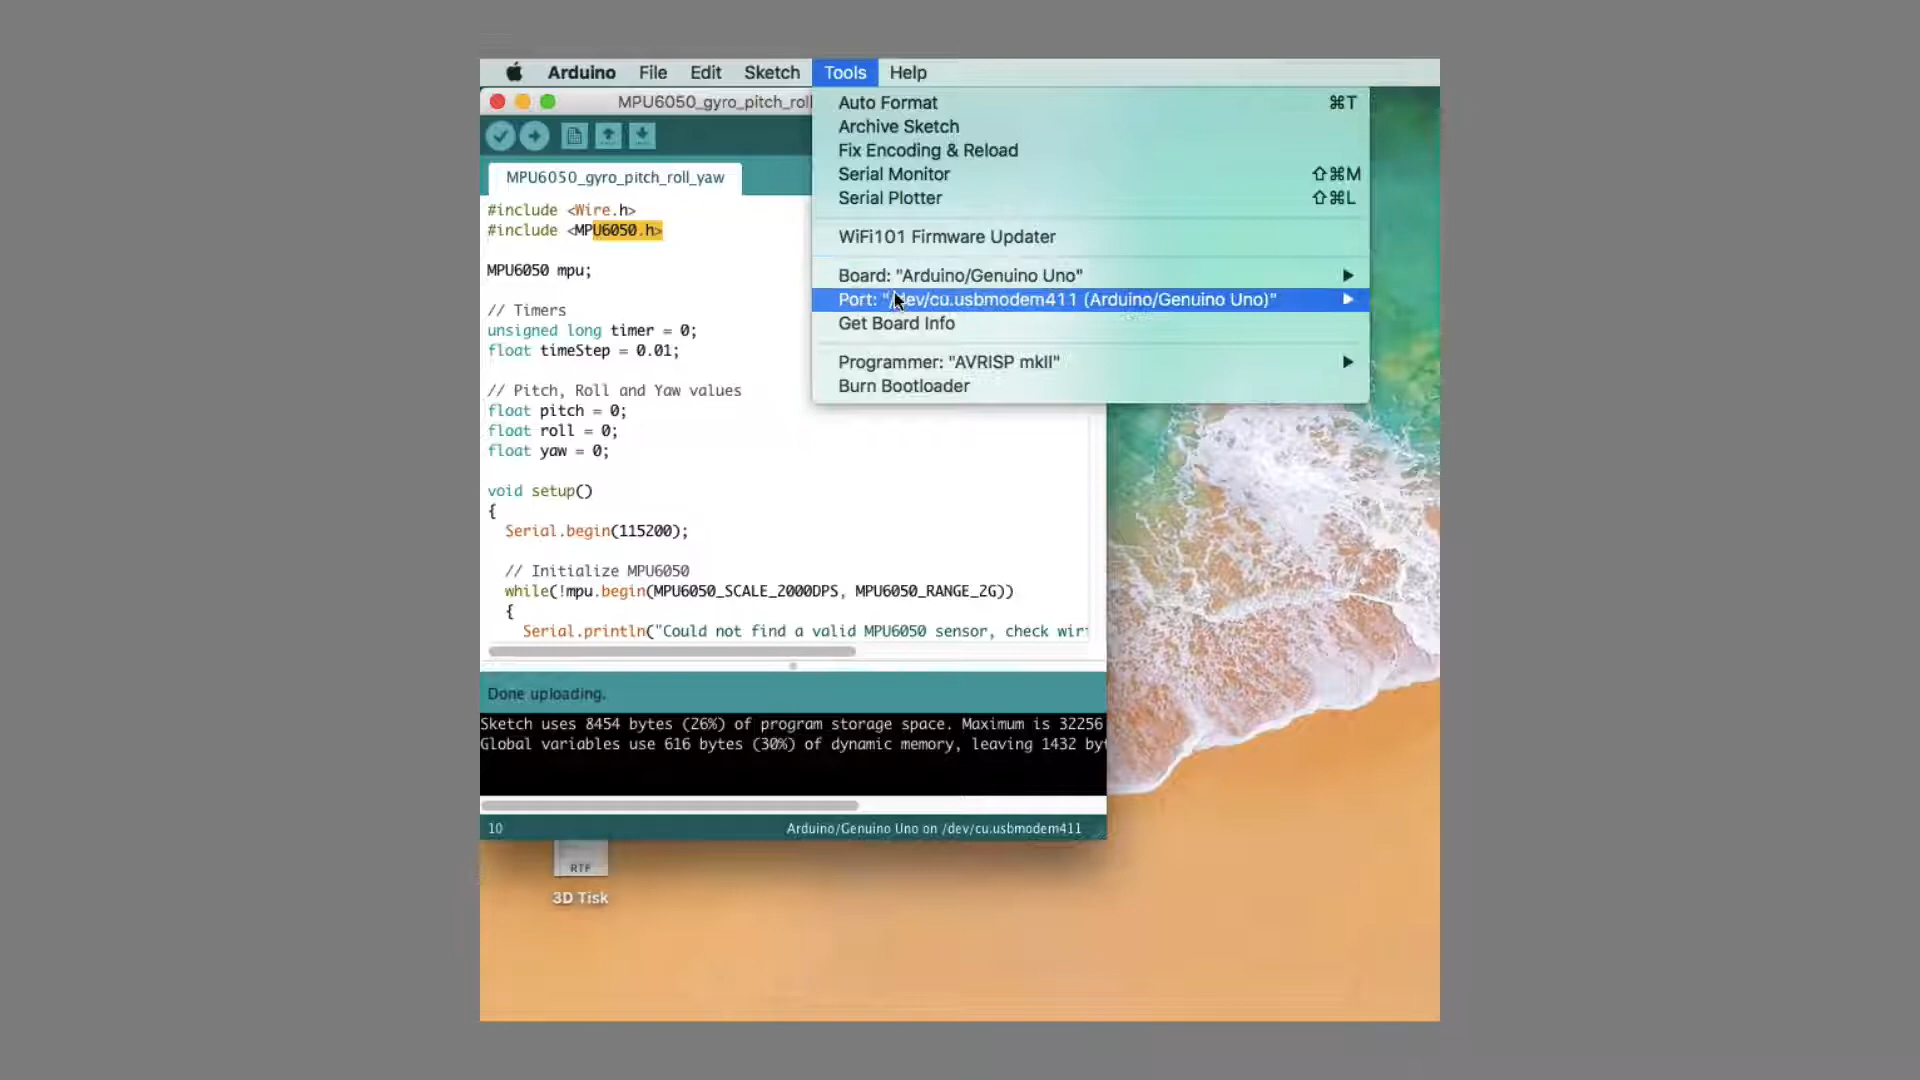 Arduino File Edit Sketch Tools Help
MPU6050_gyro_pitch_roll
Auto Format ⌘T
Archive Sketch
Fix Encoding & Reload
Serial Monitor ⇧⌘M
Serial Plotter ⇧⌘L
WiFi101 Firmware Updater
Board: "Arduino/Genuino Uno"
Port: "/dev/cu.usbmodem411 (Arduino/Genuino Uno)"
Get Board Info
Programmer: "AVRISP mkII"
Burn Bootloader
MPU6050_gyro_pitch_roll_yaw
#include <Wire.h>
#include <MPU6050.h>
MPU6050 mpu;
// Timers
unsigned long timer = 0;
float timeStep = 0.01;
// Pitch, Roll and Yaw values
float pitch = 0;
float roll = 0;
float yaw = 0;
void setup()
{
Serial.begin(115200);
// Initialize MPU6050
while(!mpu.begin(MPU6050_SCALE_2000DPS, MPU6050_RANGE_2G))
{
Serial.println("Could not find a valid MPU6050 sensor, check wir
Done uploading.
Sketch uses 8454 bytes (26%) of program storage space. Maximum is 32256
Global variables use 616 bytes (30%) of dynamic memory, leaving 1432 by
10 Arduino/Genuino Uno on /dev/cu.usbmodem411
RTF
3D Tisk